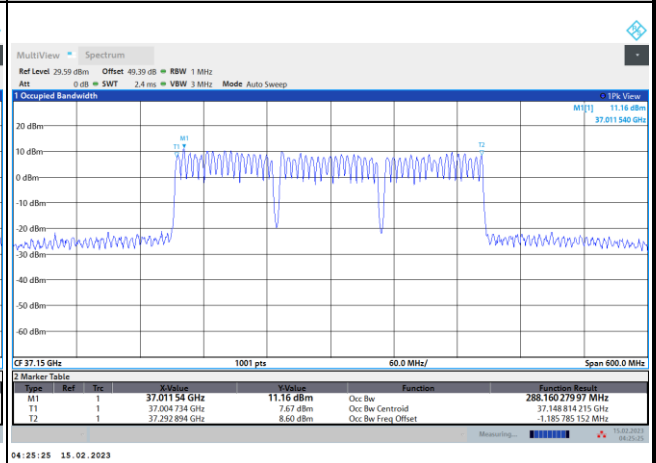 MultiView Spectrum
Ref Level 29.59 dBm Offset 49.39 dB RBW 1 MHz
Att 0 dB SWT 2.4 ms VBW 3 MHz Mode Auto Sweep
1 Occupied Bandwidth 1Pk View
M1[1] 11.16 dBm
37.011 540 GHz
20 dBm
M1
T1 T2
10 dBm
0 dBm
-10 dBm
-20 dBm
-30 dBm
-40 dBm
-50 dBm
-60 dBm
CF 37.15 GHz 1001 pts 60.0 MHz/ Span 600.0 MHz
2 Marker Table
Type Ref Trc X-Value Y-Value Function Function Result
M1 1 37.011 54 GHz 11.16 dBm Occ Bw 288.160 279 97 MHz
T1 1 37.004 734 GHz 7.67 dBm Occ Bw Centroid 37.148 814 215 GHz
T2 1 37.292 894 GHz 8.60 dBm Occ Bw Freq Offset -1.185 785 152 MHz
Measuring... 15.02.2023
04:25:25
04:25:25 15.02.2023